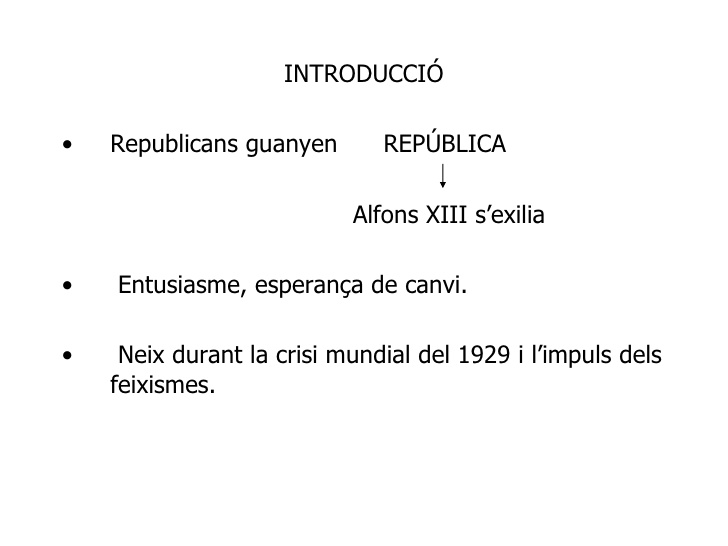 INTRODUCCIÓ
• Republicans guanyen REPÚBLICA
Alfons XIII s’exilia
• Entusiasme, esperança de canvi.
• Neix durant la crisi mundial del 1929 i l’impuls dels
feixismes.